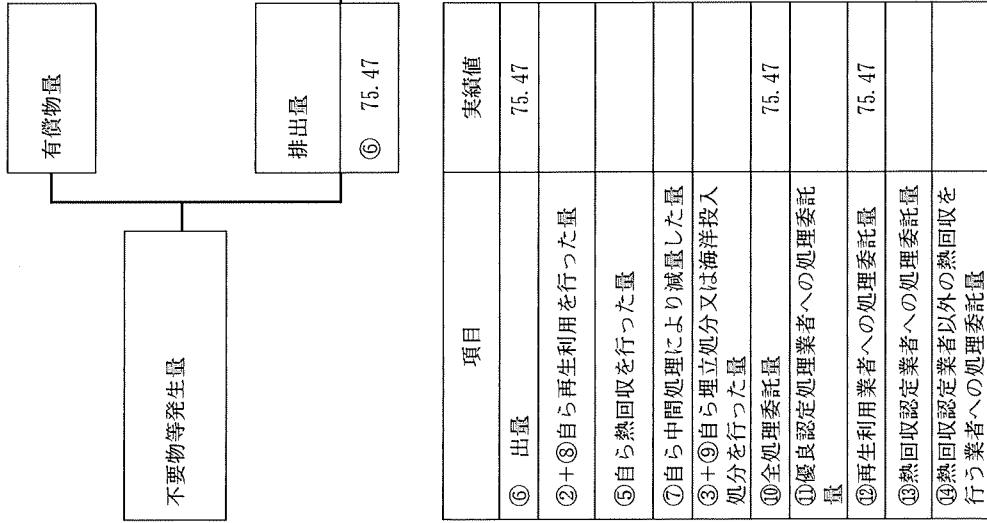 有償物量
不要物等発生量
排出量
⑥ 75.47
項目 実績値
⑥ 出量 75.47
②+⑧自ら再生利用を行った量
⑤自ら熱回収を行った量
⑦自ら中間処理により減量した量
③+⑨自ら埋立処分又は海洋投入
処分を行った量
⑩全処理委託量 75.47
⑪優良認定処理業者への処理委託
量
⑫再生利用業者への処理委託量 75.47
⑬熱回収認定業者への処理委託量
⑭熱回収認定業者以外の熱回収を
行う業者への処理委託量